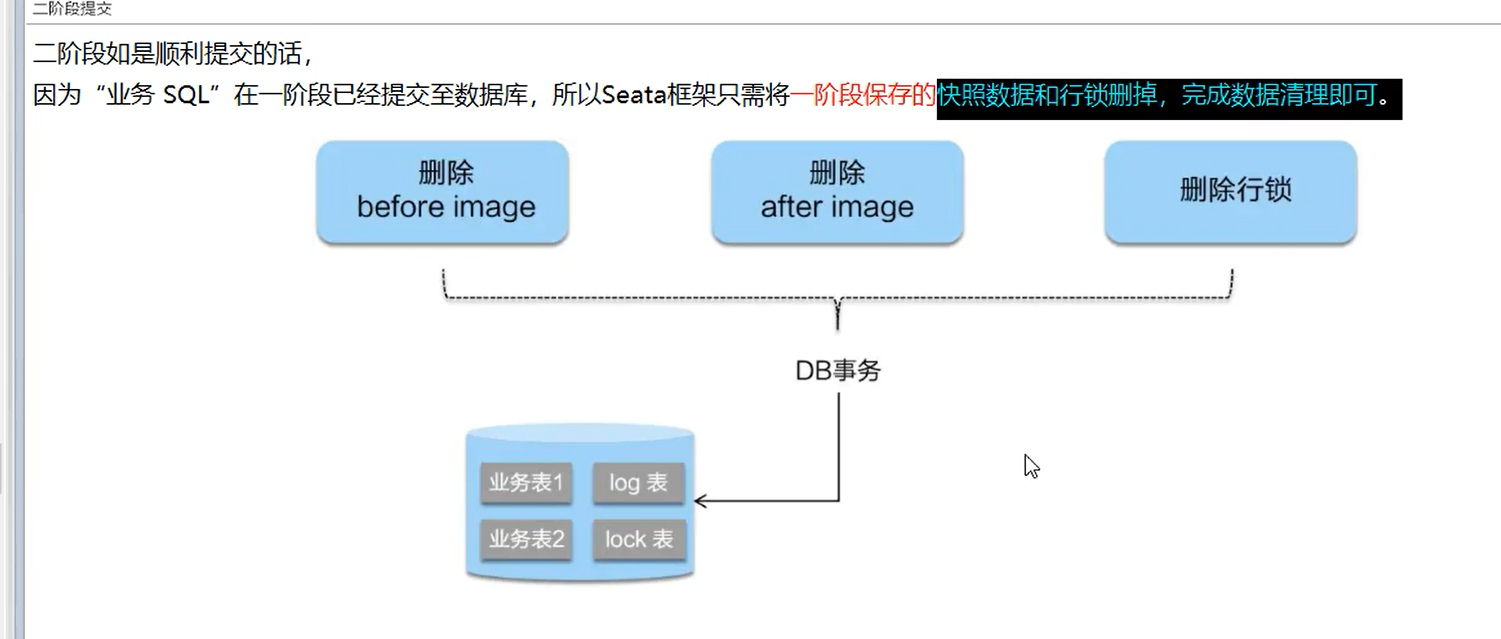 二阶段提交
二阶段如是顺利提交的话，
因为“业务 SQL”在一阶段已经提交至数据库，所以Seata框架只需将一阶段保存的快照数据和行锁删掉，完成数据清理即可。
删除
before image
删除
after image
删除行锁
DB事务
业务表1
log 表
业务表2
lock 表